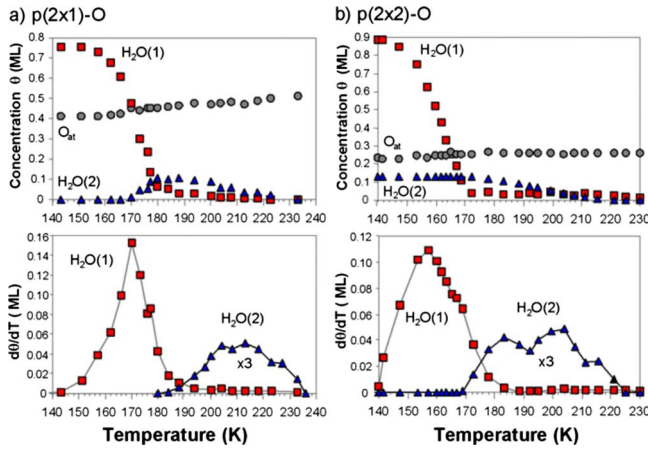 a) p(2x1)-O
b) p(2x2)-O
Concentration θ (ML)
0.8
0.7
0.6
0.5
0.4
0.3
0.2
0.1
0
H₂O(1)
Oat
H₂O(2)
140 150 160 170 180 190 200 210 220 230 240
Concentration θ (ML)
0.9
0.8
0.7
0.6
0.5
0.4
0.3
0.2
0.1
0
H₂O(1)
Oat
H₂O(2)
140 150 160 170 180 190 200 210 220 230
dθ/dT ( ML)
0.16
0.14
0.12
0.10
0.08
0.06
0.04
0.02
0
H₂O(1)
H₂O(2)
x3
140 150 160 170 180 190 200 210 220 230 240
Temperature (K)
dθ/dT ( ML)
0.12
0.10
0.08
0.06
0.04
0.02
0
H₂O(1)
H₂O(2)
x3
140 150 160 170 180 190 200 210 220 230
Temperature (K)